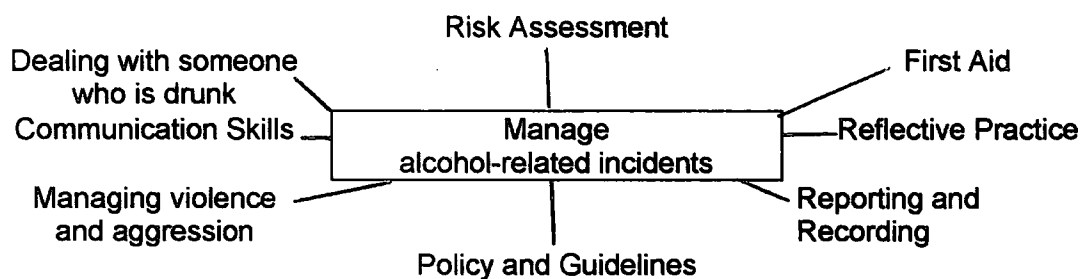 Risk Assessment
Dealing with someone
who is drunk
First Aid
Communication Skills
Manage
alcohol-related incidents
Reflective Practice
Managing violence
and aggression
Reporting and
Recording
Policy and Guidelines